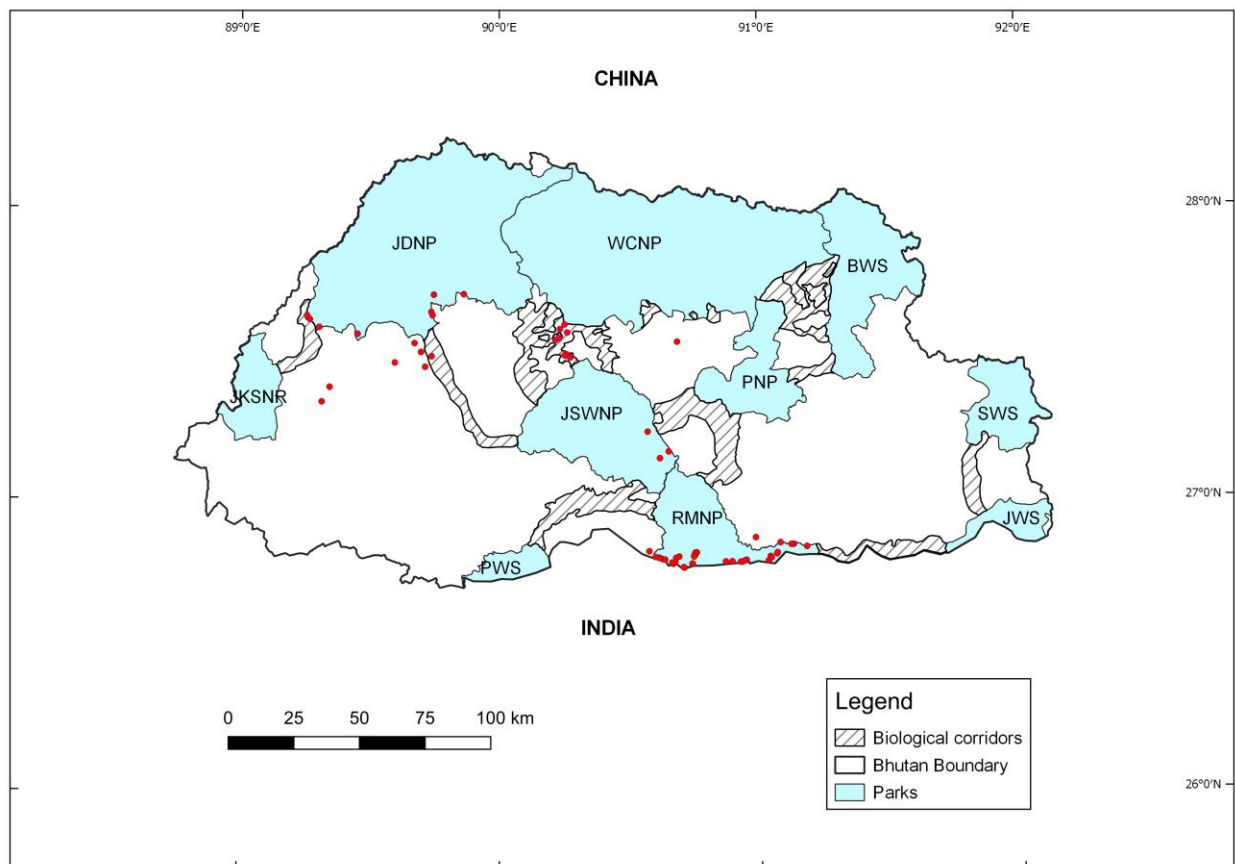 89°0'E
90°0'E
91°0'E
92°0'E
CHINA
28°0'N
JDNP
WCNP
BWS
JKSNR
PNP
JSWNP
SWS
27°0'N
RMNP
JWS
PWS
INDIA
0 25 50 75 100 km
Legend
Biological corridors
Bhutan Boundary
Parks
26°0'N